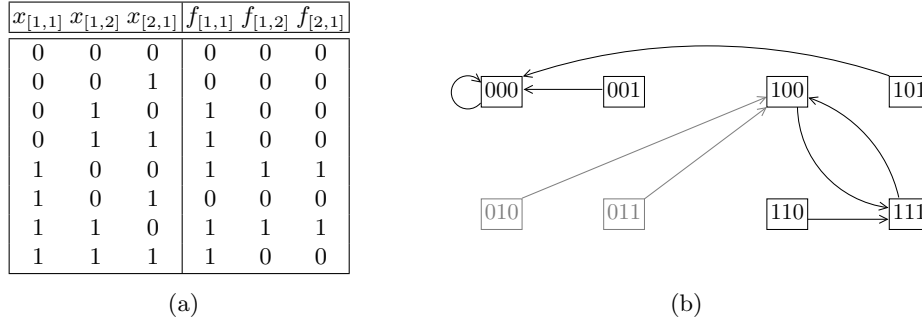 x[1,1] x[1,2] x[2,1] f[1,1] f[1,2] f[2,1]
0 0 0 0 0 0
0 0 1 0 0 0
0 1 0 1 0 0
0 1 1 1 0 0
1 0 0 1 1 1
1 0 1 0 0 0
1 1 0 1 1 1
1 1 1 1 0 0
(a)
000 001 100 101
010 011 110 111
(b)